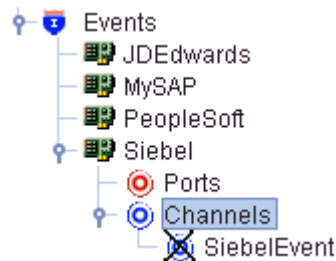 Events
JDEdwards
MySAP
PeopleSoft
Siebel
Ports
Channels
SiebelEvent